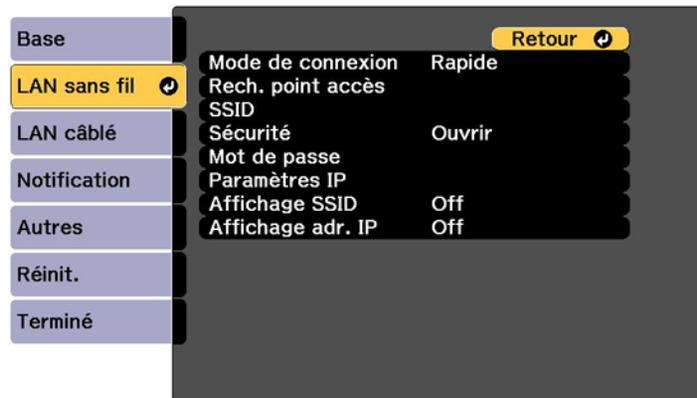 Base
LAN sans fil
LAN câblé
Notification
Autres
Réinit.
Terminé
Retour
Mode de connexion Rapide
Rech. point accès
SSID
Sécurité Ouvrir
Mot de passe
Paramètres IP
Affichage SSID Off
Affichage adr. IP Off